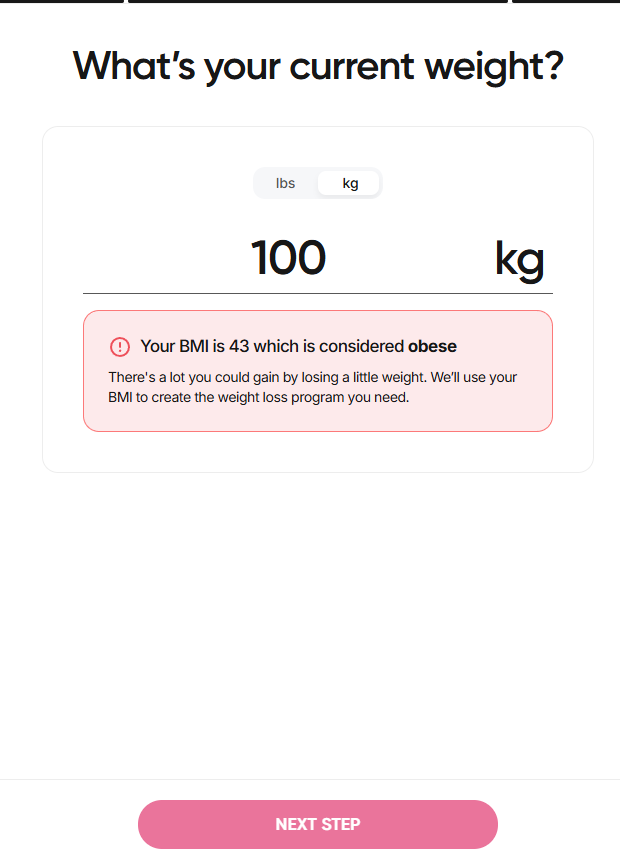 What’s your current weight?
lbs
kg
100 kg
Your BMI is 43 which is considered obese
There's a lot you could gain by losing a little weight. We’ll use your
BMI to create the weight loss program you need.
NEXT STEP